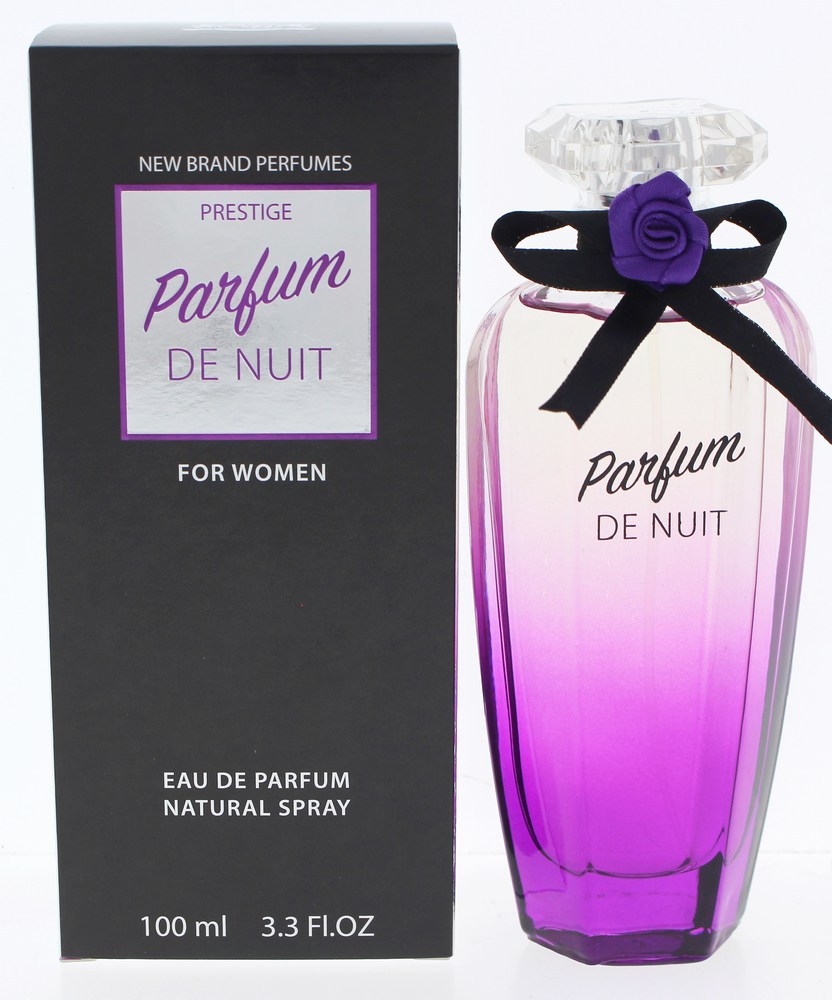 NEW BRAND PERFUMES
PRESTIGE
Parfum
DE NUIT
FOR WOMEN
EAU DE PARFUM
NATURAL SPRAY
100 ml 3.3 Fl.OZ
Parfum
DE NUIT